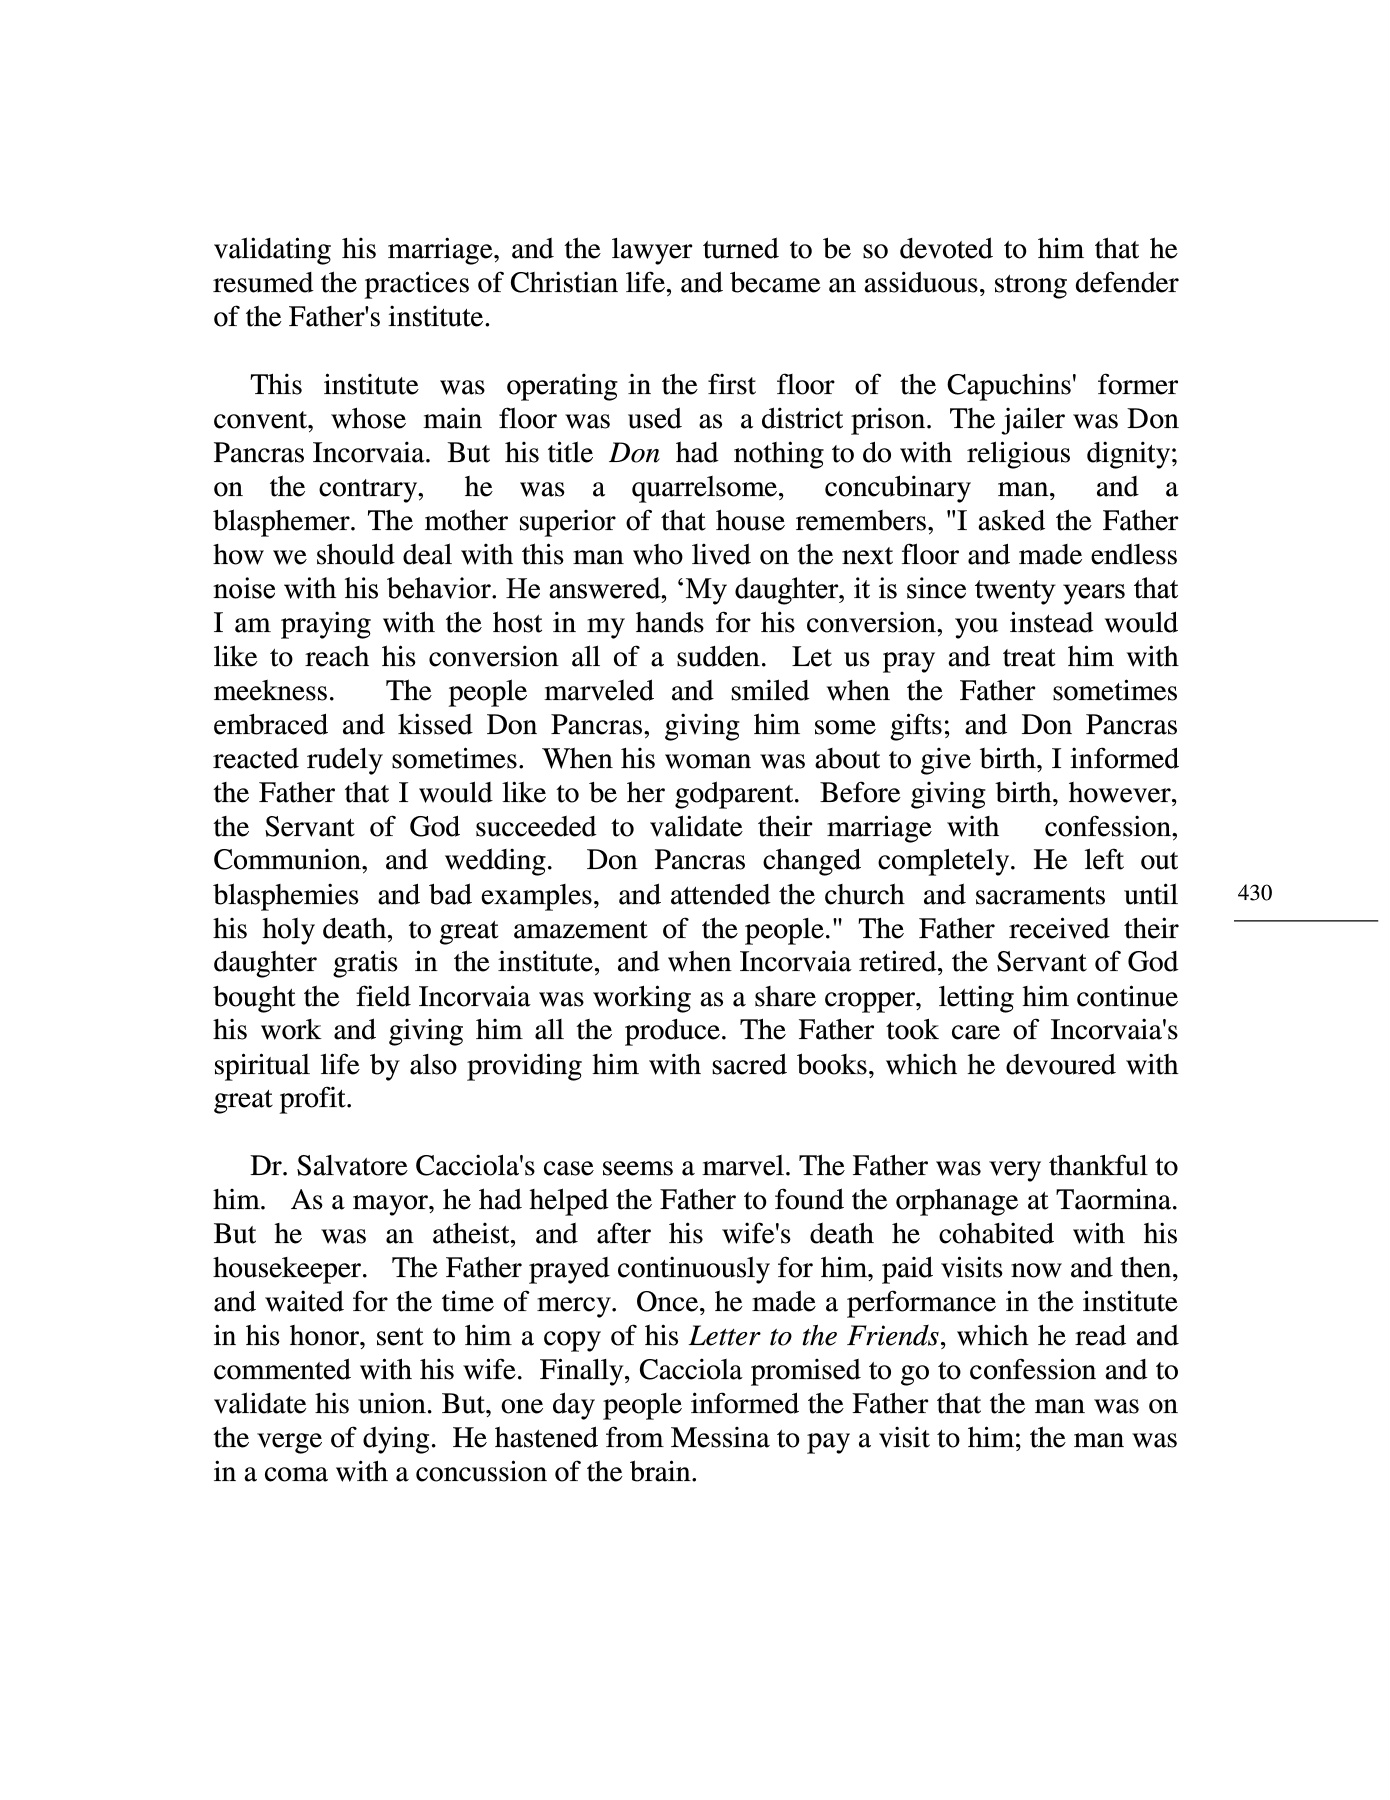 validating his marriage, and the lawyer turned to be so devoted to him that he
resumed the practices of Christian life, and became an assiduous, strong defender
of the Father's institute.
This institute was operating in the first floor of the Capuchins' former
convent, whose main floor was used as a district prison. The jailer was Don
Pancras Incorvaia. But his title Don had nothing to do with religious dignity;
on the contrary, he was a quarrelsome, concubinary man, and a
blasphemer. The mother superior of that house remembers, "I asked the Father
how we should deal with this man who lived on the next floor and made endless
noise with his behavior. He answered, ‘My daughter, it is since twenty years that
I am praying with the host in my hands for his conversion, you instead would
like to reach his conversion all of a sudden. Let us pray and treat him with
meekness. The people marveled and smiled when the Father sometimes
embraced and kissed Don Pancras, giving him some gifts; and Don Pancras
reacted rudely sometimes. When his woman was about to give birth, I informed
the Father that I would like to be her godparent. Before giving birth, however,
the Servant of God succeeded to validate their marriage with confession,
Communion, and wedding. Don Pancras changed completely. He left out
blasphemies and bad examples, and attended the church and sacraments until
his holy death, to great amazement of the people." The Father received their
daughter gratis in the institute, and when Incorvaia retired, the Servant of God
bought the field Incorvaia was working as a share cropper, letting him continue
his work and giving him all the produce. The Father took care of Incorvaia's
spiritual life by also providing him with sacred books, which he devoured with
great profit.
Dr. Salvatore Cacciola's case seems a marvel. The Father was very thankful to
him. As a mayor, he had helped the Father to found the orphanage at Taormina.
But he was an atheist, and after his wife's death he cohabited with his
housekeeper. The Father prayed continuously for him, paid visits now and then,
and waited for the time of mercy. Once, he made a performance in the institute
in his honor, sent to him a copy of his Letter to the Friends, which he read and
commented with his wife. Finally, Cacciola promised to go to confession and to
validate his union. But, one day people informed the Father that the man was on
the verge of dying. He hastened from Messina to pay a visit to him; the man was
in a coma with a concussion of the brain.
430